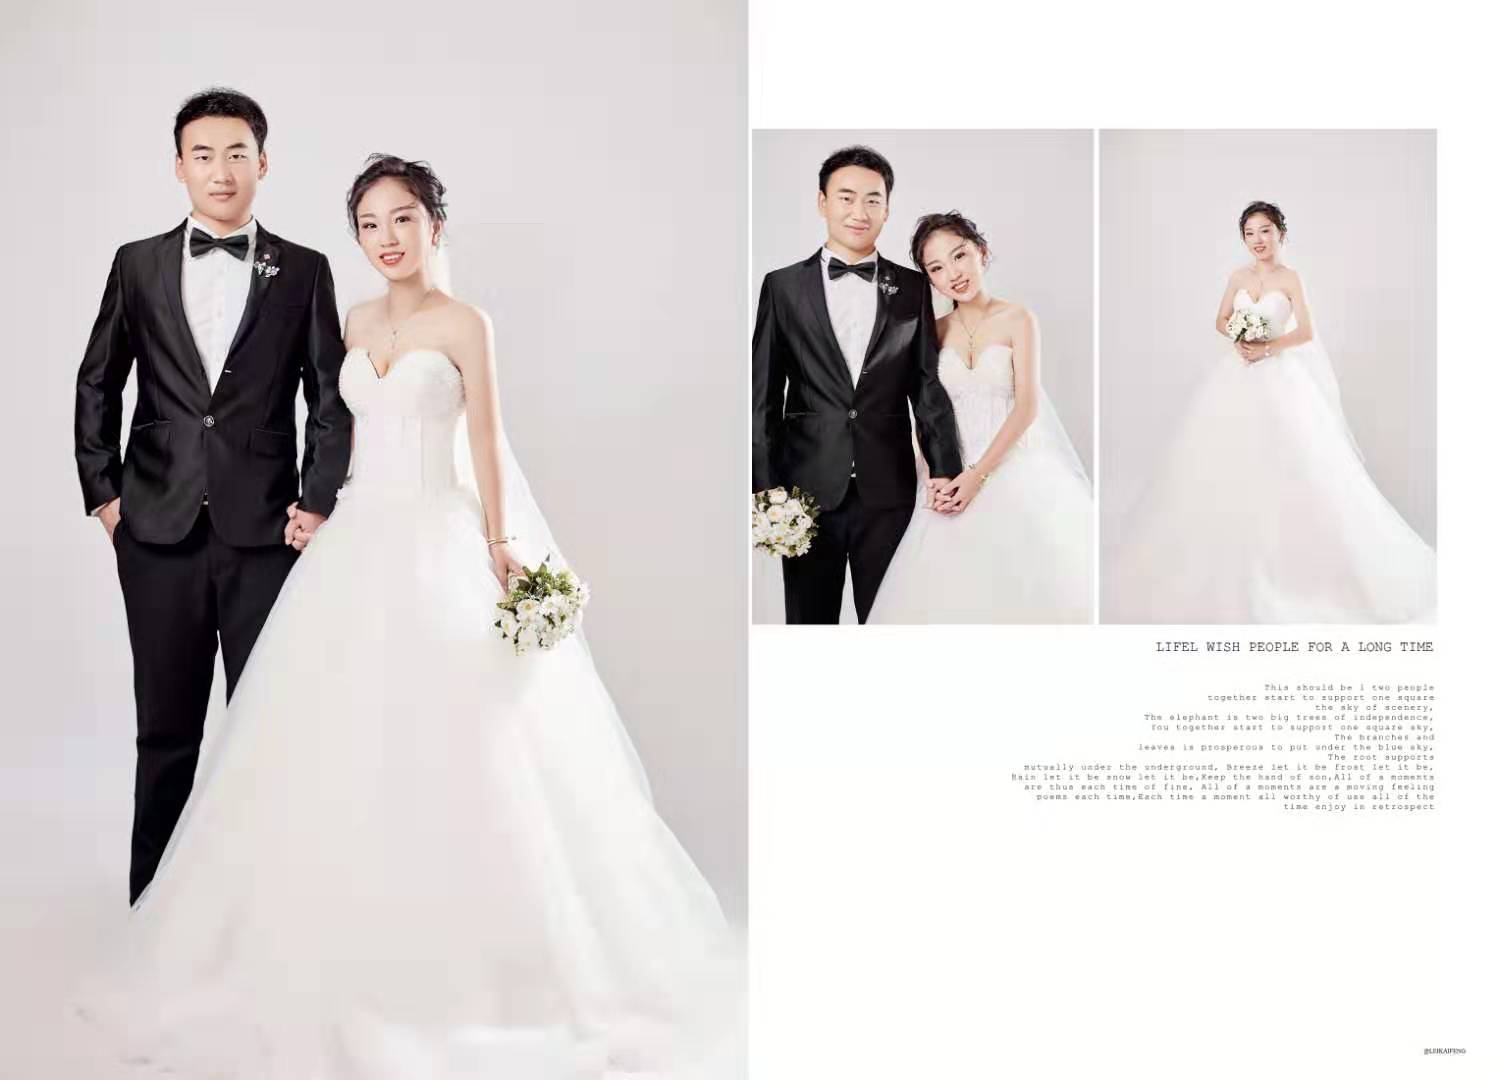 LIFEL WISH PEOPLE FOR A LONG TIME
This should be i two people
together start to support one square
the sky of scenery,
The elephant is two big trees of independence,
You together start to support one square sky,
The branches and
leaves is prosperous to put under the blue sky,
The root supports
mutually under the underground, Breeze let it be frost let it be,
Rain let it be snow let it be,Keep the hand of son,All of a moments
are thus each time of fine, All of a moments are a moving feeling
poems each time,Each time a moment all worthy of use all of the
time enjoy in retrospect
@LEIKAIFENG